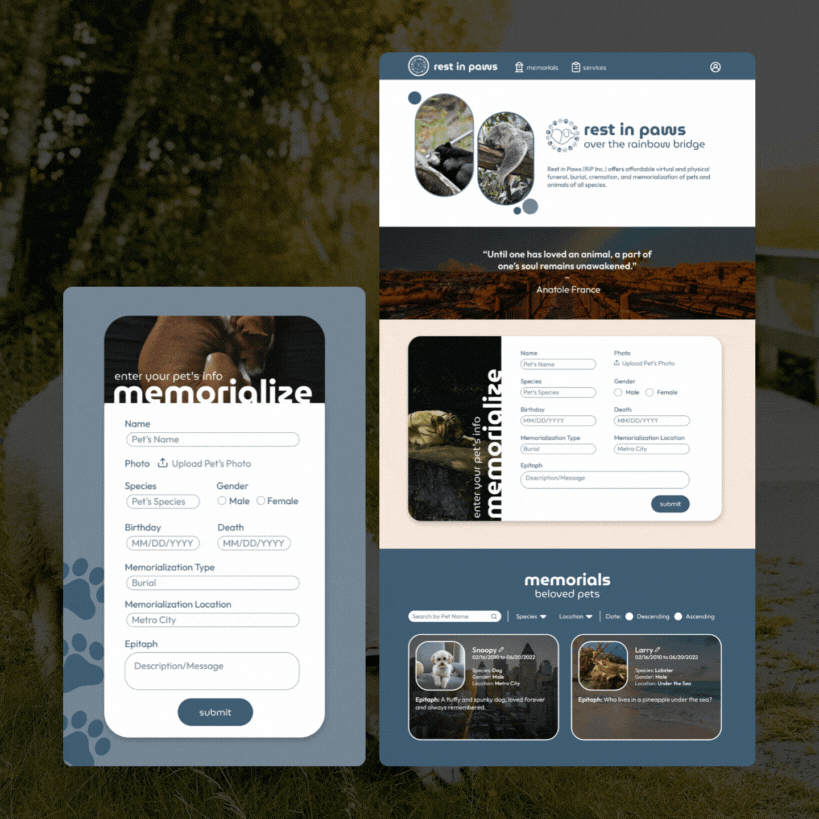 enter your pet's info
memorialize
Name
Pet's Name
Photo
Upload Pet's Photo
Species
Gender
Pet's Species
Male
Female
Birthday
Death
MM/DD/YYYY
MM/DD/YYYY
Memorialization Type
Burial
Memorialization Location
Metro City
Epitaph
Description/Message
submit
rest in paws
memorials
services
rest in paws
over the rainbow bridge
Rest in Paws (RiP Inc.) offers affordable virtual and physical
funeral, burial, cremation, and memorialization of pets and
animals of all species.
“Until one has loved an animal, a part of
one's soul remains unawakened.”
–
Anatole France
enter your pet's info
memorialize
Name
Photo
Pet's Name
Upload Pet's Photo
Species
Gender
Pet's Species
Male
Female
Birthday
Death
MM/DD/YYYY
MM/DD/YYYY
Memorialization Type
Memorialization Location
Burial
Metro City
Epitaph
Description/Message
submit
memorials
beloved pets
Search by Pet Name
Species
Location
Date:
Descending
Ascending
Snoopy
02/16/2010 to 06/20/2022
Species: Dog
Gender: Male
Location: Metro City
Epitaph: A fluffy and spunky dog, loved forever
and always remembered.
Larry
02/16/2010 to 06/20/2022
Species: Lobster
Gender: Male
Location: Under the Sea
Epitaph: Who lives in a pineapple under the sea?